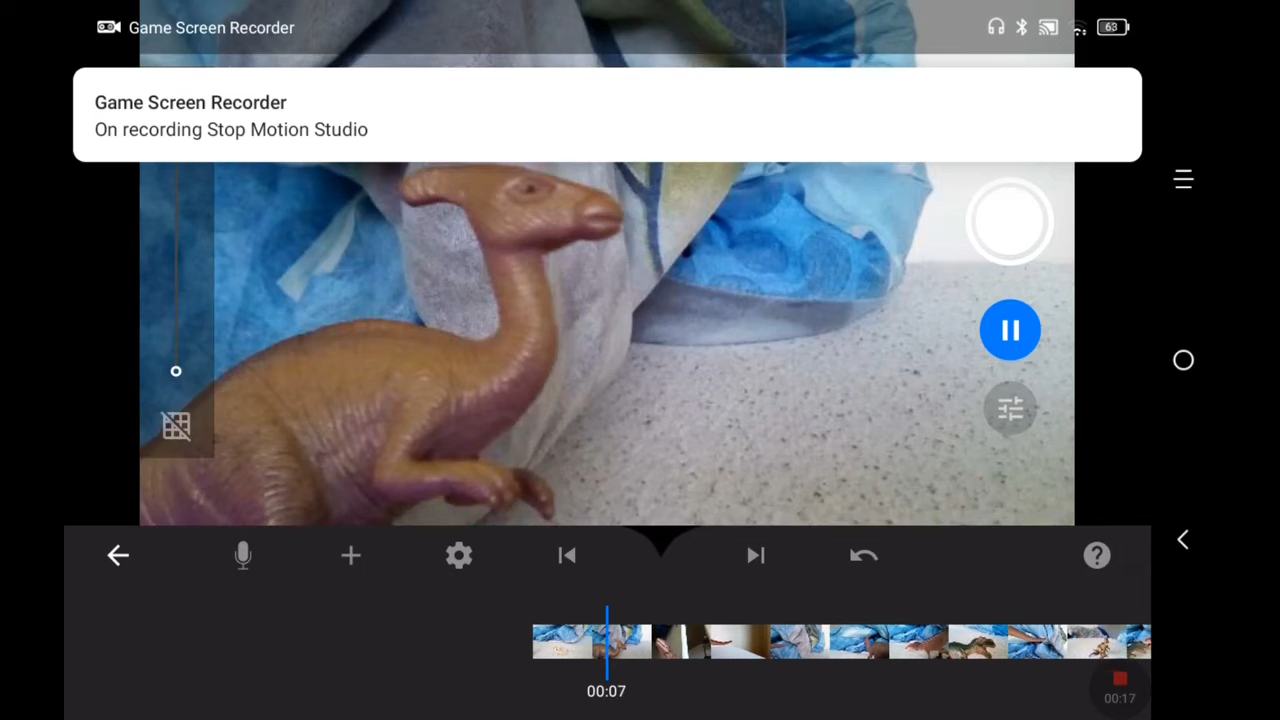 Game Screen Recorder
63
Game Screen Recorder
On recording Stop Motion Studio
00:07
00:17